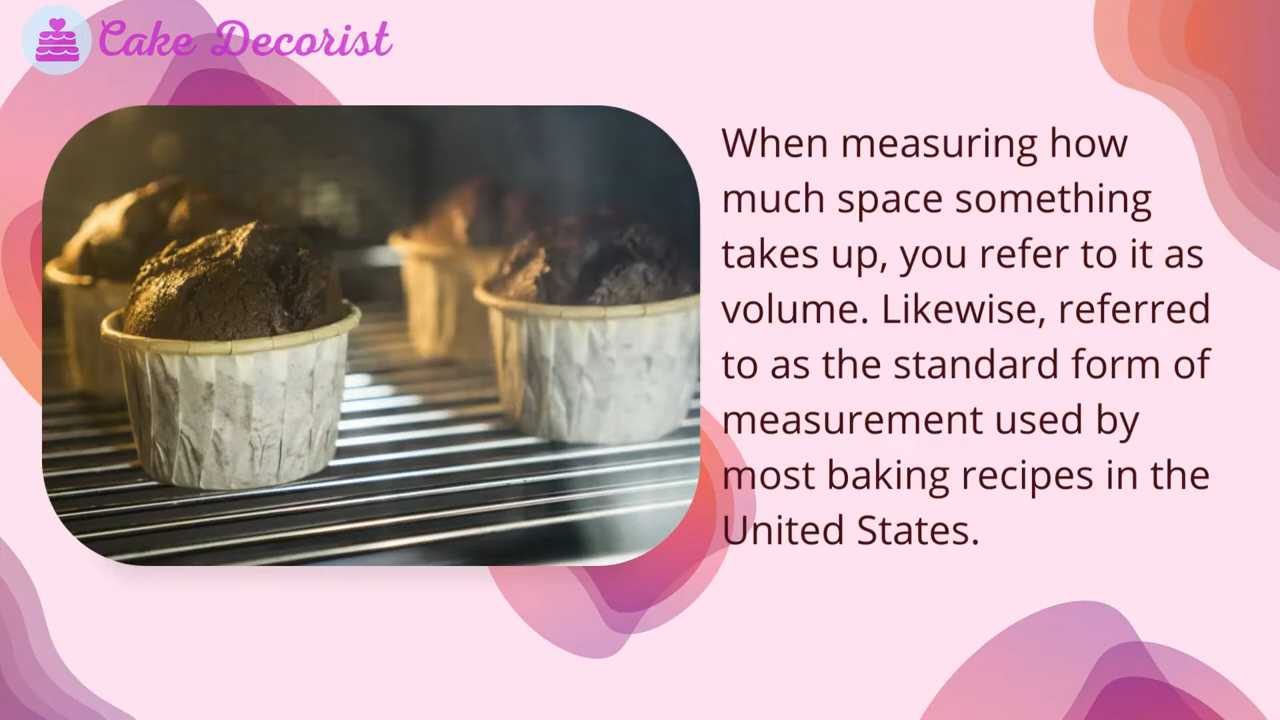 Cake Decorist
When measuring how
much space something
takes up, you refer to it as
volume. Likewise, referred
to as the standard form of
measurement used by
most baking recipes in the
United States.